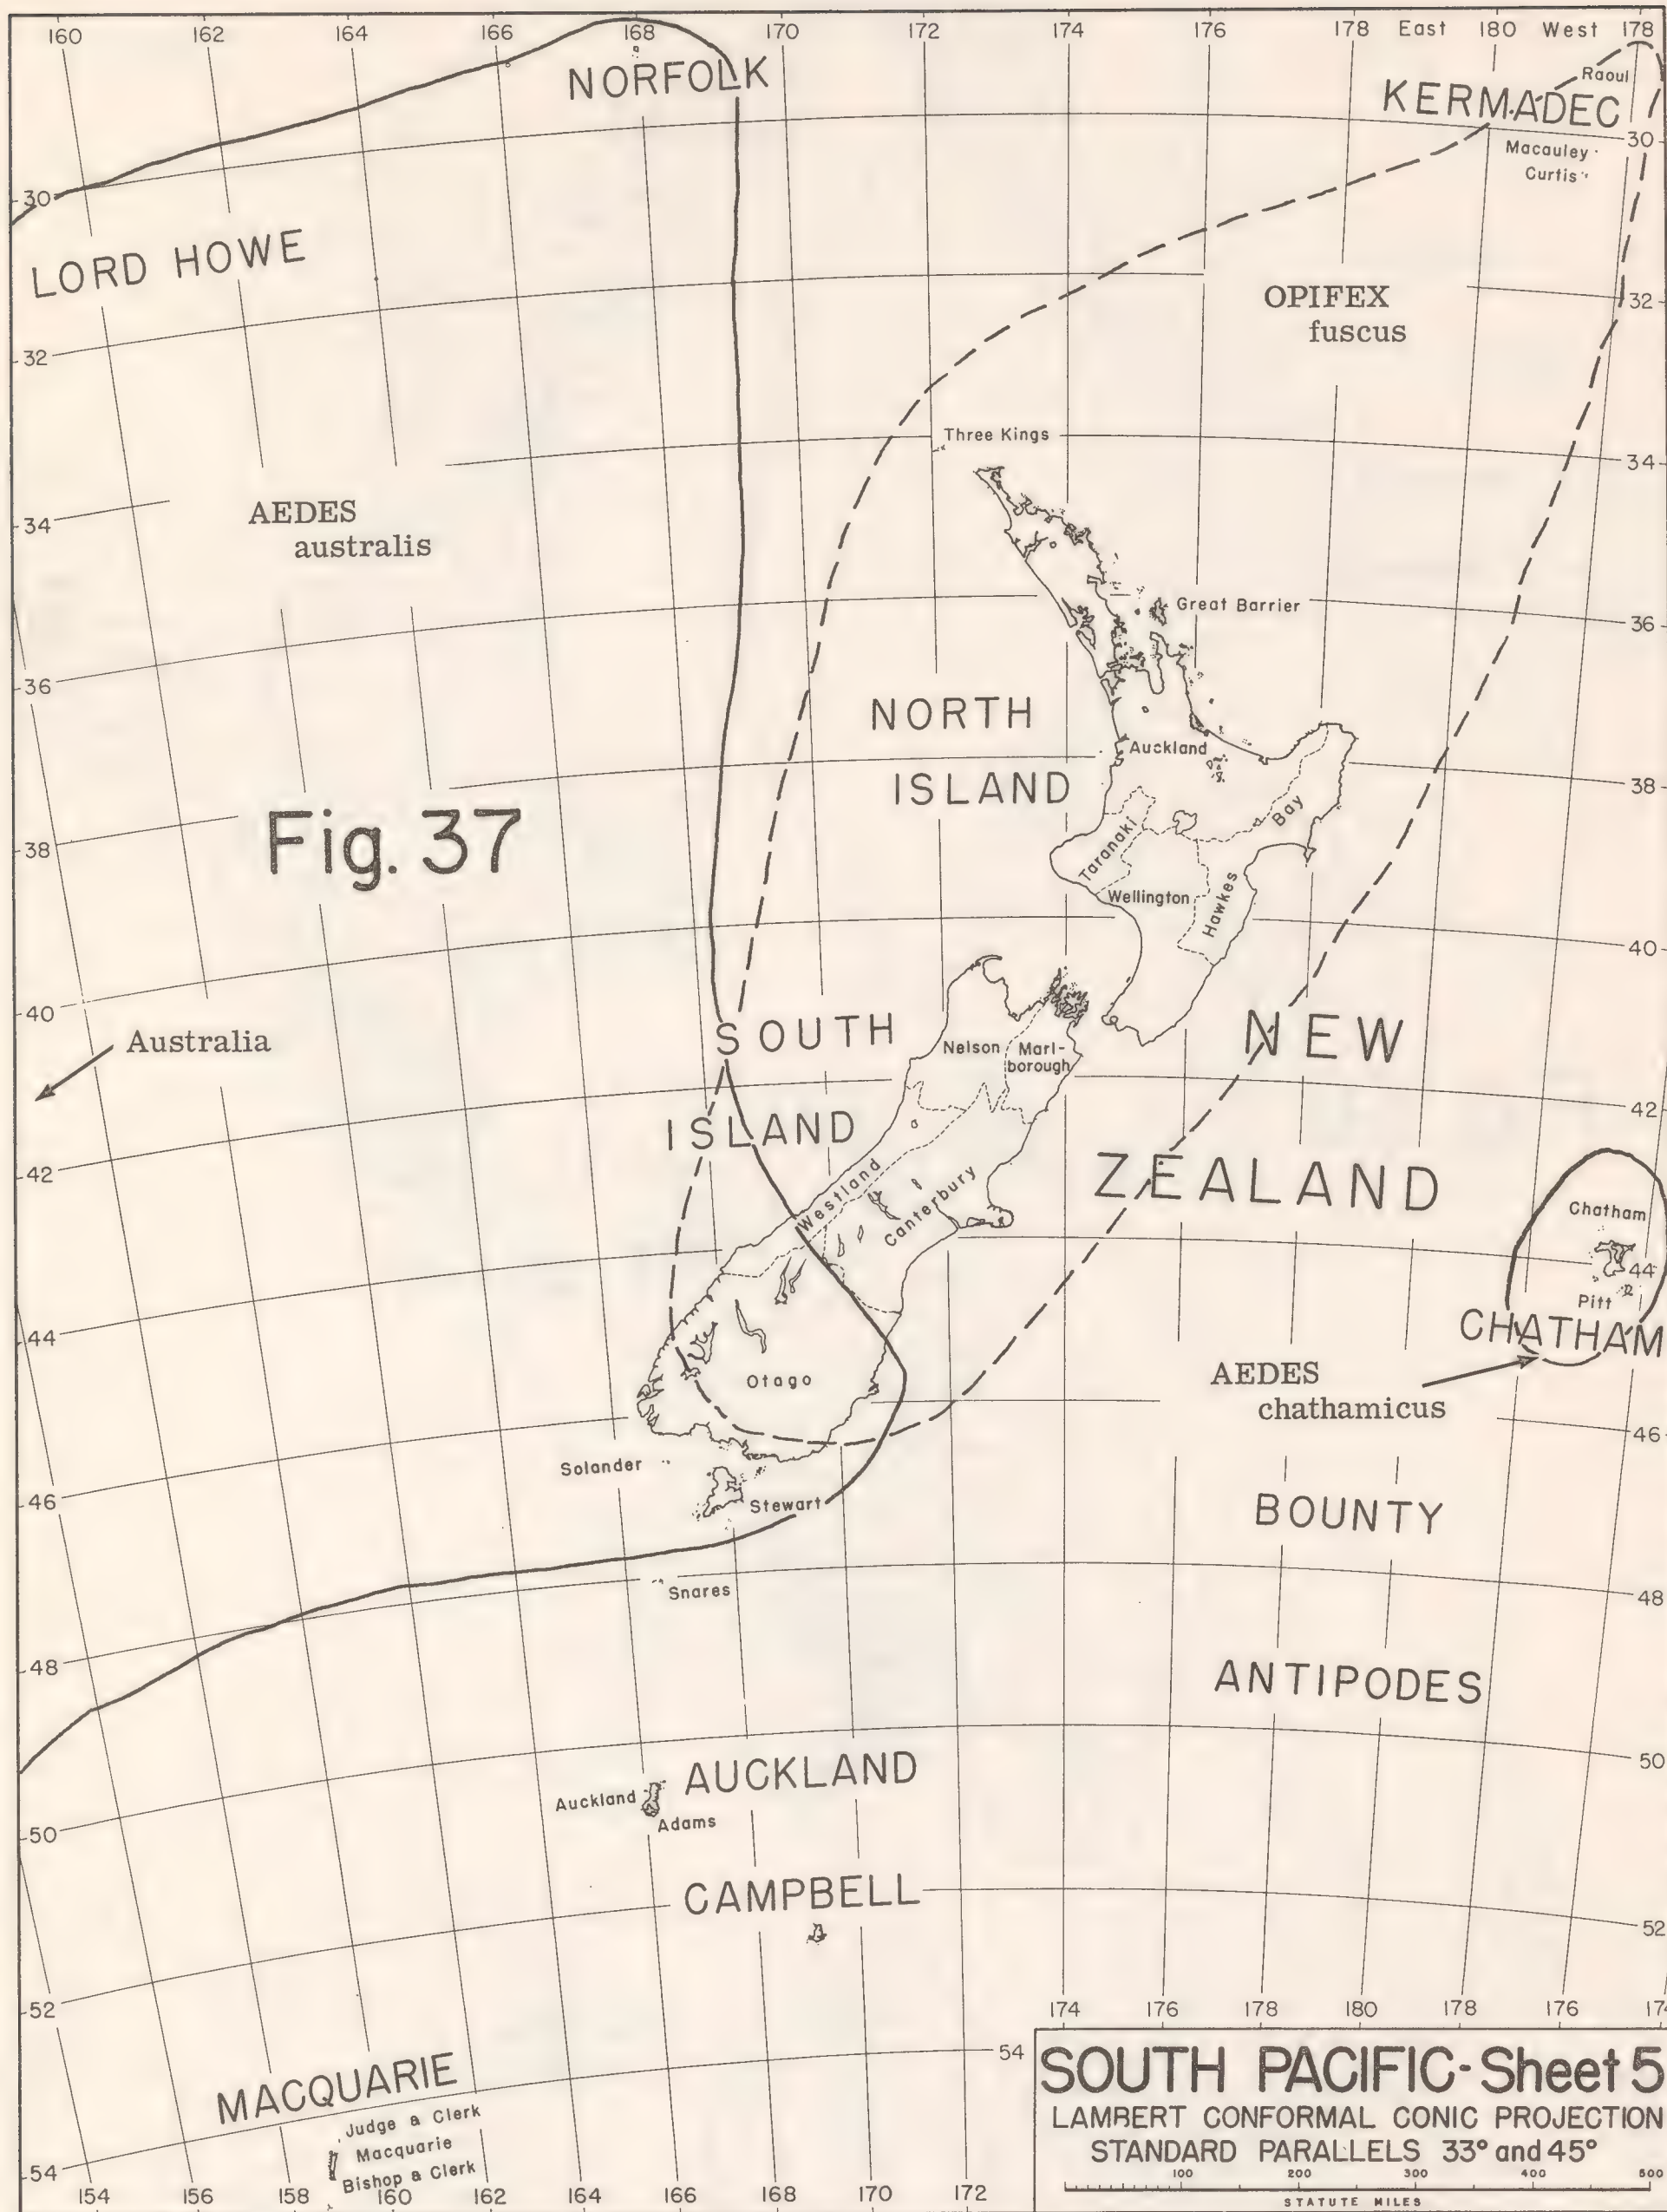 160 162 164 166 168 170 172 174 176 178 East 180 West 178
NORFOLK
Raoul
KERMADEC
30
Macauley
Curtis
30
LORD HOWE
OPIFEX
fuscus
32
32
Three Kings
34
AEDES
australis
34
Great Barrier
36
36
NORTH
ISLAND
Auckland
38
Fig. 37
Bay
Taranaki
38
Wellington
Hawkes
40
40
SOUTH
NEW
Australia
Nelson
Marl-
borough
42
ISLAND
ZEALAND
42
Westland
Canterbury
Chatham
44
Pitt
44
CHATHAM
Otago
AEDES
chathamicus
46
Solander
46
Stewart
BOUNTY
Snares
48
48
ANTIPODES
50
AUCKLAND
Auckland
Adams
50
CAMPBELL
52
52
174 176 178 180 178 176 174
54
SOUTH PACIFIC-Sheet 5
LAMBERT CONFORMAL CONIC PROJECTION
STANDARD PARALLELS 33° and 45°
100 200 300 400 500
STATUTE MILES
MACQUARIE
Judge & Clerk
Macquarie
Bishop & Clerk
54
154 156 158 160 162 164 166 168 170 172